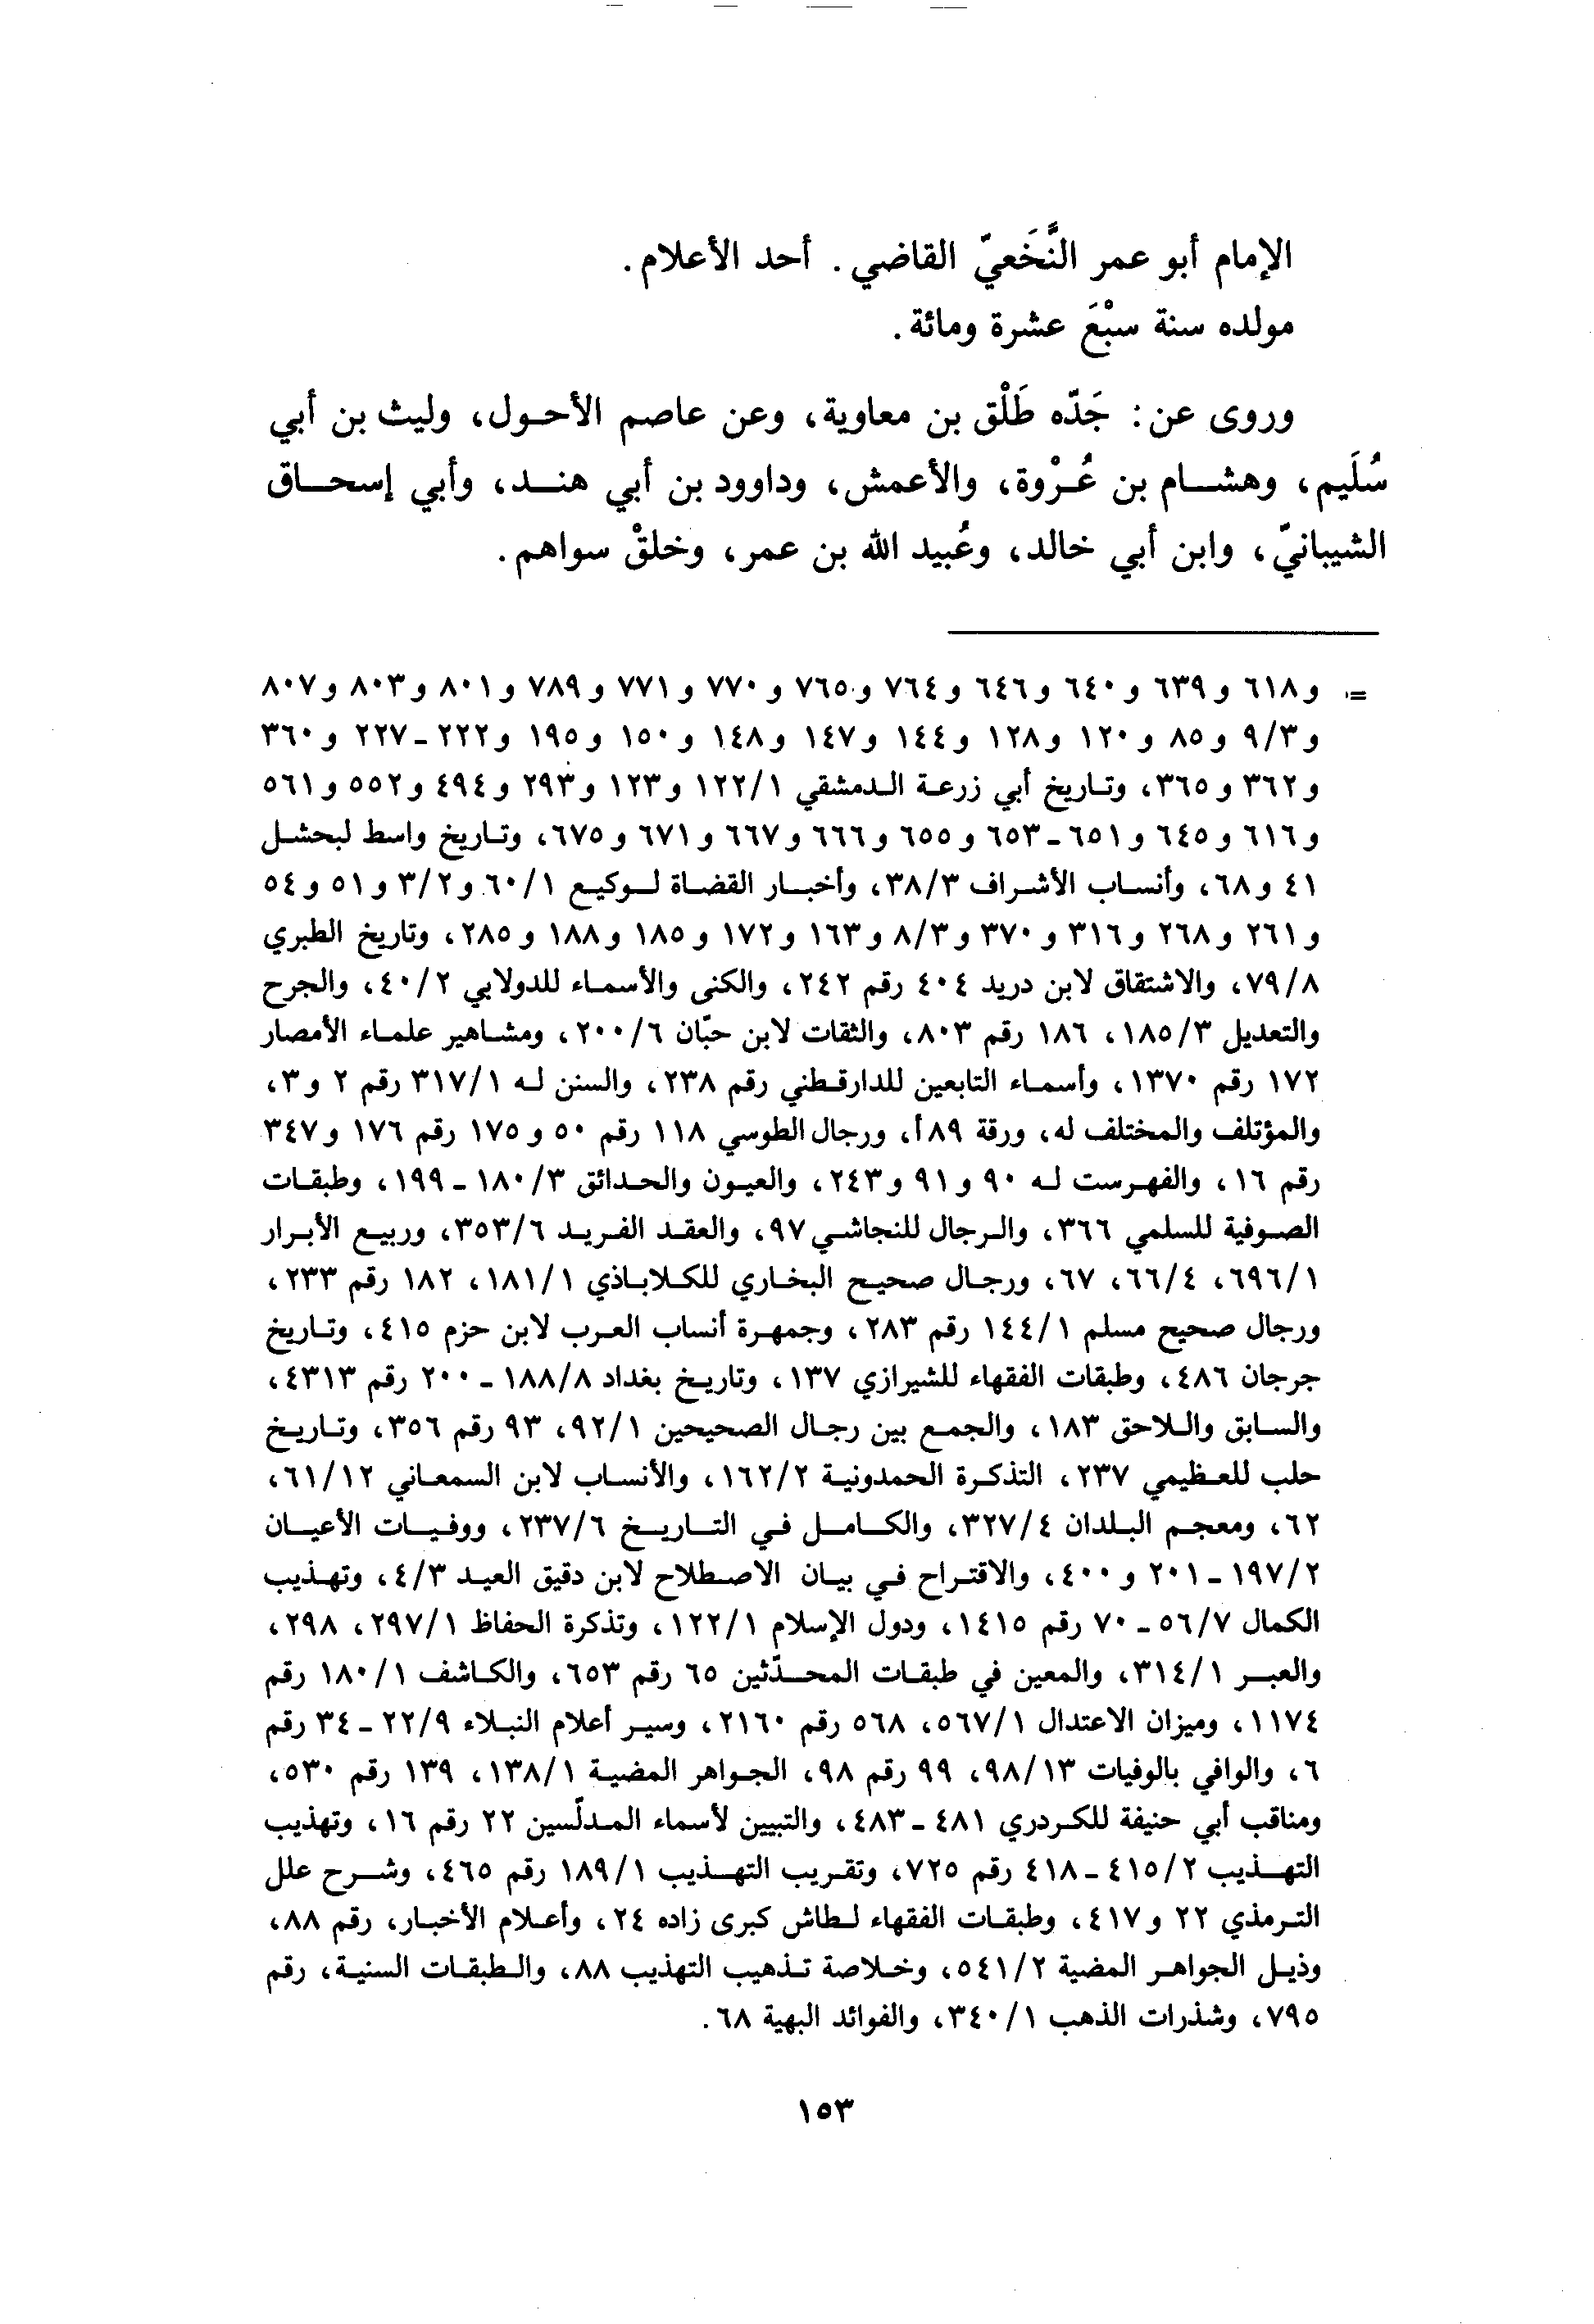 الإمام أبو عمر النَّخَعيّ القاضي. أحد الأعلام.
مولده سنة سبْعَ عشرة ومائة.
وروى عن: جَدّه طَلْق بن معاوية، وعن عاصم الأحول، وليث بن أبي
سُلَيم، وهشام بن عُرْوة، والأعمش، وداوود بن أبي هند، وأبي إسحاق
الشيبانيّ، وابن أبي خالد، وعُبيد الله بن عمر، وخلقْ سواهم.
= و٦١٨ و٦٣٩ و٦٤٠ و٦٤٦ و٧٦٤ و٧٦٥ و٧٧٠ و٧٧١ و٧٨٩ و٨٠١ و٨٠٣ و٨٠٧
و٩/٣ و٨٥ و١٢٠ و١٢٨ و١٤٤ و١٤٧ و١٤٨ و١٥٠ و١٩٥ و٢٢٢-٢٢٧ و٣٦٠
و٣٦٢ و٣٦٥، وتاريخ أبي زرعة الدمشقي ١٢٢/١ و١٢٣ و٢٩٣ و٤٩٤ و٥٥٢ و٥٦١
و٦١٦ و٦٤٥ و٦٥١-٦٥٣ و٦٥٥ و٦٦٦ و٦٦٧ و٦٧١ و٦٧٥، وتاريخ واسط لبحشل
٤١ و٦٨، وأنساب الأشراف ٣٨/٣، وأخبار القضاة لوكيع ٦٠/١ و٣/٢ و٥١ و٥٤
و٢٦١ و٢٦٨ و٣١٦ و٣٧٠ و٨/٣ و١٦٣ و١٧٢ و١٨٥ و١٨٨ و٢٨٥، وتاريخ الطبري
٧٩/٨، والاشتقاق لابن دريد ٤٠٤ رقم ٢٤٢، والكنى والأسماء للدولابي ٤٠/٢، والجرح
والتعديل ١٨٥/٣، ١٨٦ رقم ٨٠٣، والثقات لابن حبّان ٢٠٠/٦، ومشاهير علماء الأمصار
١٧٢ رقم ١٣٧٠، وأسماء التابعين للدارقطني رقم ٢٣٨، والسنن له ٣١٧/١ رقم ٢ و٣،
والمؤتلف والمختلف له، ورقة ٨٩أ، ورجال الطوسي ١١٨ رقم ٥٠ و١٧٥ رقم ١٧٦ و٣٤٧
رقم ١٦، والفهرست له ٩٠ و٩١ و٢٤٣، والعيون والحدائق ١٨٠/٣-١٩٩، وطبقات
الصوفية للسلمي ٣٦٦، والرجال للنجاشي ٩٧، والعقد الفريد ٣٥٣/٦، وربيع الأبرار
٦٩٦/١، ٦٦/٤، ٦٧، ورجال صحيح البخاري للكلاباذي ١٨١/١، ١٨٢ رقم ٢٣٣،
ورجال صحيح مسلم ١٤٤/١ رقم ٢٨٣، وجمهرة أنساب العرب لابن حزم ٤١٥، وتاريخ
جرجان ٤٨٦، وطبقات الفقهاء للشيرازي ١٣٧، وتاريخ بغداد ١٨٨/٨-٢٠٠ رقم ٤٣١٣،
والسابق واللاحق ١٨٣، والجمع بين رجال الصحيحين ٩٢/١، ٩٣ رقم ٣٥٦، وتاريخ
حلب للعظيمي ٢٣٧، التذكرة الحمدونية ١٦٢/٢، والأنساب لابن السمعاني ٦١/١٢،
٦٢، ومعجم البلدان ٣٢٧/٤، والكامل في التاريخ ٢٣٧/٦، ووفيات الأعيان
١٩٧/٢-٢٠١ و٤٠٠، والاقتراح في بيان الاصطلاح لابن دقيق العيد ٤/٣، وتهذيب
الكمال ٥٦/٧-٧٠ رقم ١٤١٥، ودول الإسلام ١٢٢/١، وتذكرة الحفاظ ٢٩٧/١، ٢٩٨،
والعبر ٣١٤/١، والمعين في طبقات المحدّثين ٦٥ رقم ٦٥٣، والكاشف ١٨٠/١ رقم
١١٧٤، وميزان الاعتدال ٥٦٧/١، ٥٦٨ رقم ٢١٦٠، وسير أعلام النبلاء ٢٢/٩-٣٤ رقم
٦، والوافي بالوفيات ٩٨/١٣، ٩٩ رقم ٩٨، الجواهر المضية ١٣٨/١، ١٣٩ رقم ٥٣٠،
ومناقب أبي حنيفة للكردري ٤٨١-٤٨٣، والتبيين لأسماء المدلّسين ٢٢ رقم ١٦، وتهذيب
التهذيب ٤١٥/٢-٤١٨ رقم ٧٢٥، وتقريب التهذيب ١٨٩/١ رقم ٤٦٥، وشرح علل
الترمذي ٢٢ و٤١٧، وطبقات الفقهاء لطاش كبرى زاده ٢٤، وأعلام الأخبار، رقم ٨٨،
وذيل الجواهر المضية ٥٤١/٢، وخلاصة تذهيب التهذيب ٨٨، والطبقات السنية، رقم
٧٩٥، وشذرات الذهب ٣٤٠/١، والفوائد البهية ٦٨.
١٥٣